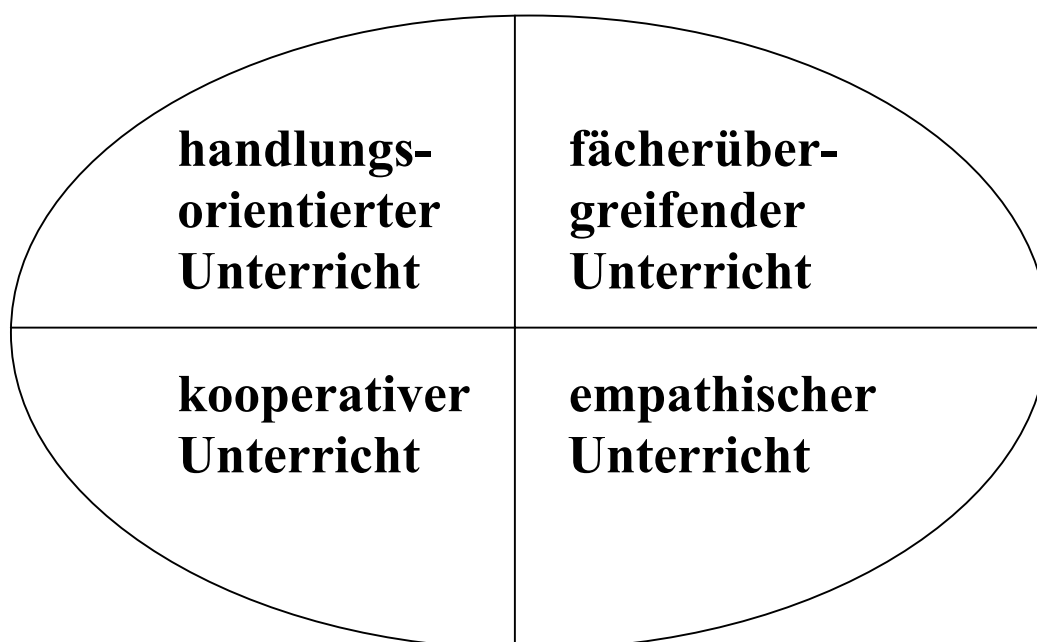 handlungs-
orientierter
Unterricht
fächerüber-
greifender
Unterricht
kooperativer
Unterricht
empathischer
Unterricht